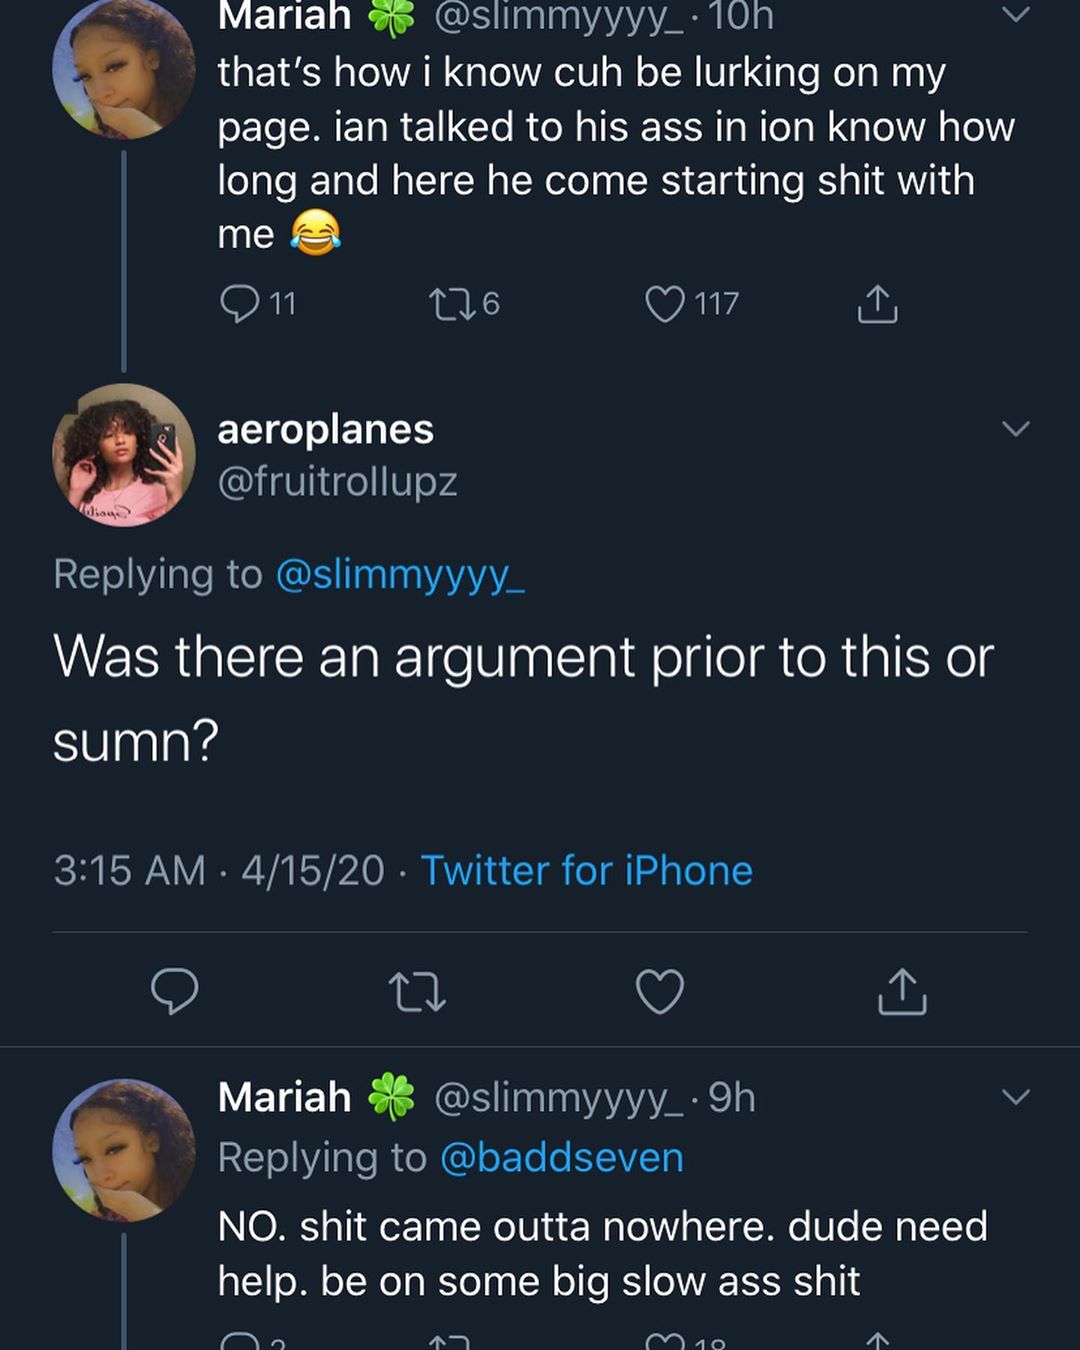 Mariah 🍀 @slimmyyyy_ · 10h
that's how i know cuh be lurking on my
page. ian talked to his ass in ion know how
long and here he come starting shit with
me 😂
11 6 117
aeroplanes
@fruitrollupz
Replying to @slimmyyyy_
Was there an argument prior to this or
sumn?
3:15 AM · 4/15/20 · Twitter for iPhone
Mariah 🍀 @slimmyyyy_ · 9h
Replying to @baddseven
NO. shit came outta nowhere. dude need
help. be on some big slow ass shit
2 18